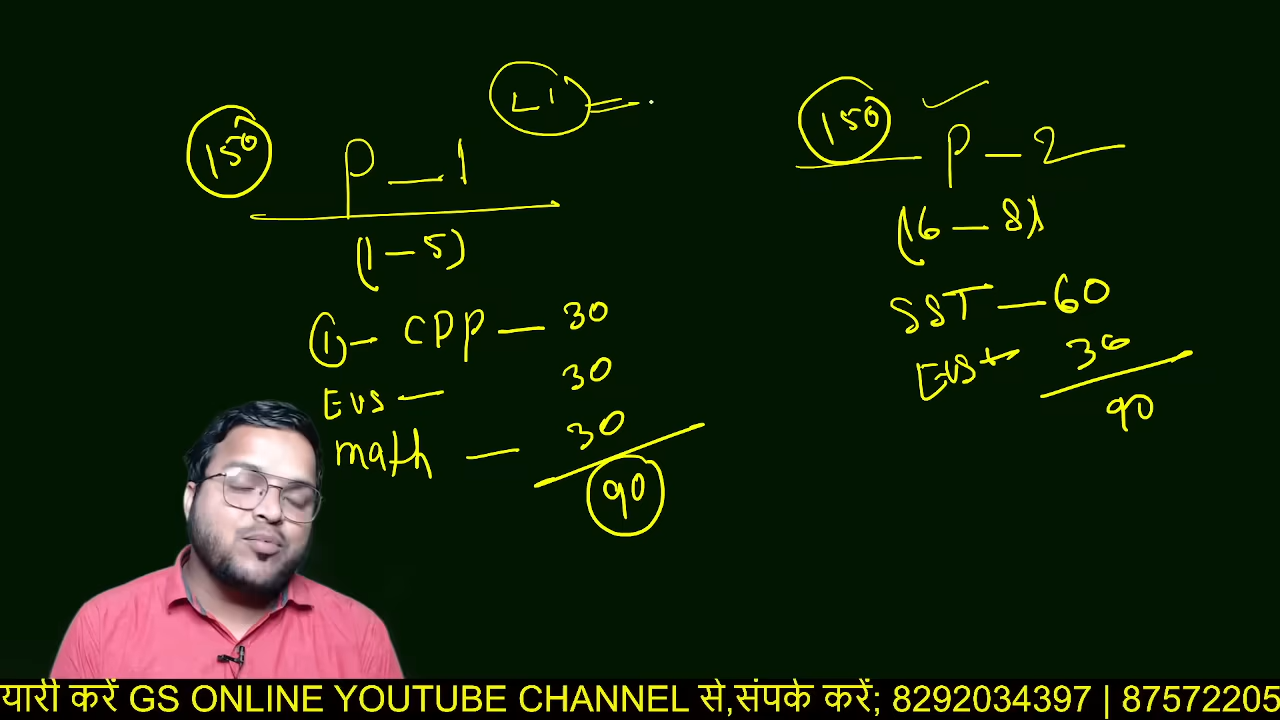 150
P - 1
(1 - 5)
L1 =
① - CDP - 30
EVS - 30
math - 30
90
150 ✓
P - 2
(6 - 8)
SST - 60
EVS + 30
90
यारी करें GS ONLINE YOUTUBE CHANNEL से,संपर्क करें; 8292034397 | 87572205